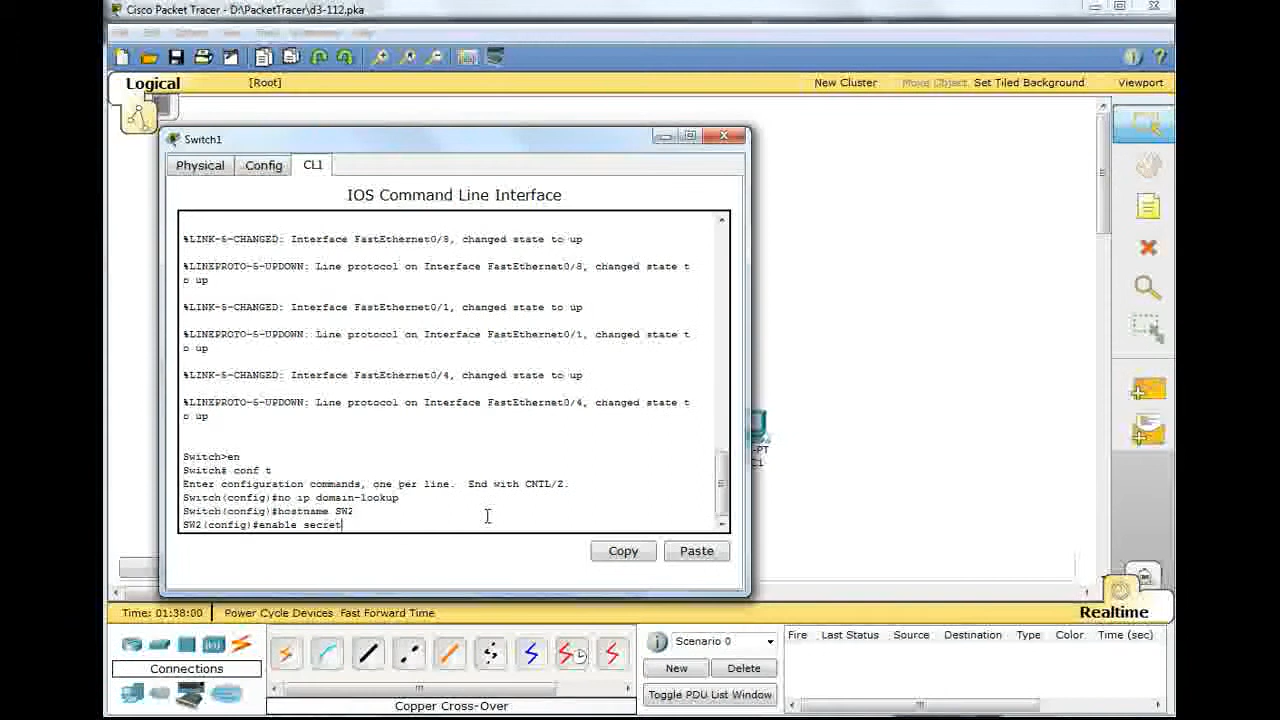 Cisco Packet Tracer - D:\PacketTracer\d3-112.pka
Logical
[Root]
New Cluster
Move Object
Set Tiled Background
Viewport
Switch1
Physical
Config
CLI
IOS Command Line Interface
%LINK-5-CHANGED: Interface FastEthernet0/3, changed state to up
%LINEPROTO-5-UPDOWN: Line protocol on Interface FastEthernet0/3, changed state t
o up
%LINK-5-CHANGED: Interface FastEthernet0/1, changed state to up
%LINEPROTO-5-UPDOWN: Line protocol on Interface FastEthernet0/1, changed state t
o up
%LINK-5-CHANGED: Interface FastEthernet0/4, changed state to up
%LINEPROTO-5-UPDOWN: Line protocol on Interface FastEthernet0/4, changed state t
o up
Switch>en
Switch# conf t
Enter configuration commands, one per line.  End with CNTL/Z.
Switch(config)#no ip domain-lookup
Switch(config)#hostname SW2
SW2(config)#enable secret
Copy
Paste
-PT
C1
Time: 01:38:00
Power Cycle Devices
Fast Forward Time
Realtime
Connections
Copper Cross-Over
Scenario 0
New
Delete
Toggle PDU List Window
Fire
Last Status
Source
Destination
Type
Color
Time (sec)